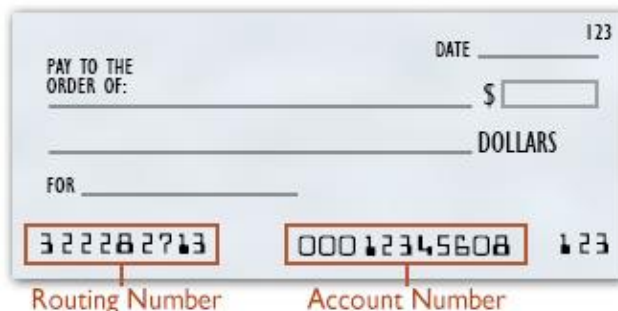 123
DATE
PAY TO THE
ORDER OF:
$
DOLLARS
FOR
322282713 00012345608 123
Routing Number Account Number